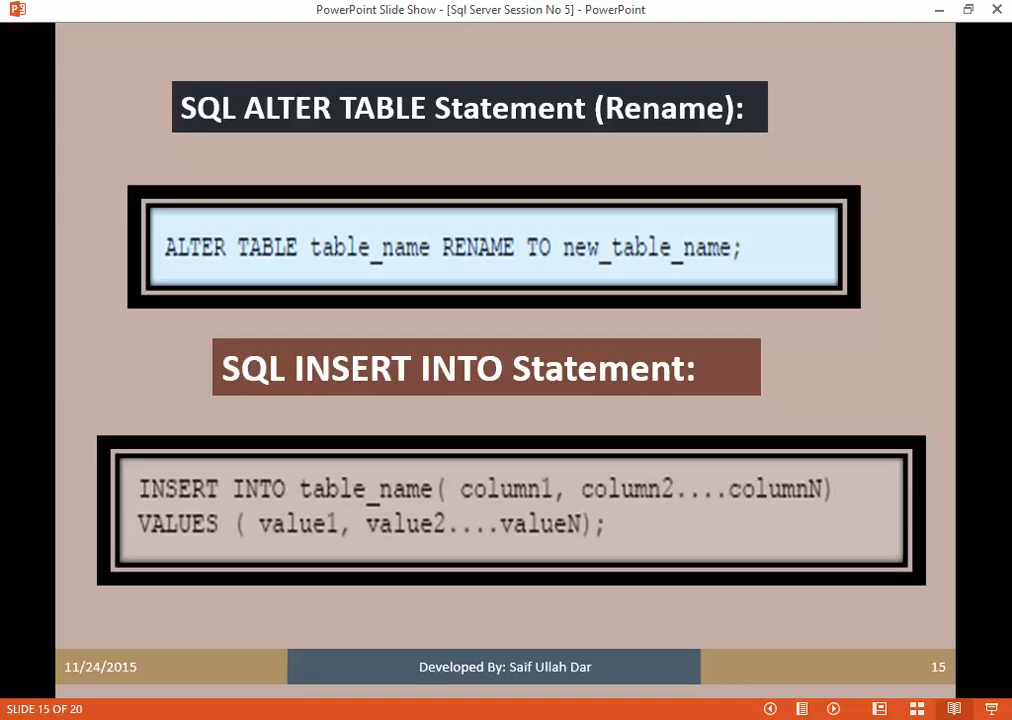 PowerPoint Slide Show - [Sql Server Session No 5] - PowerPoint
SQL ALTER TABLE Statement (Rename):
ALTER TABLE table_name RENAME TO new_table_name;
SQL INSERT INTO Statement:
INSERT INTO table_name( column1, column2....columnN)
VALUES ( value1, value2....valueN);
11/24/2015 Developed By: Saif Ullah Dar 15
SLIDE 15 OF 20